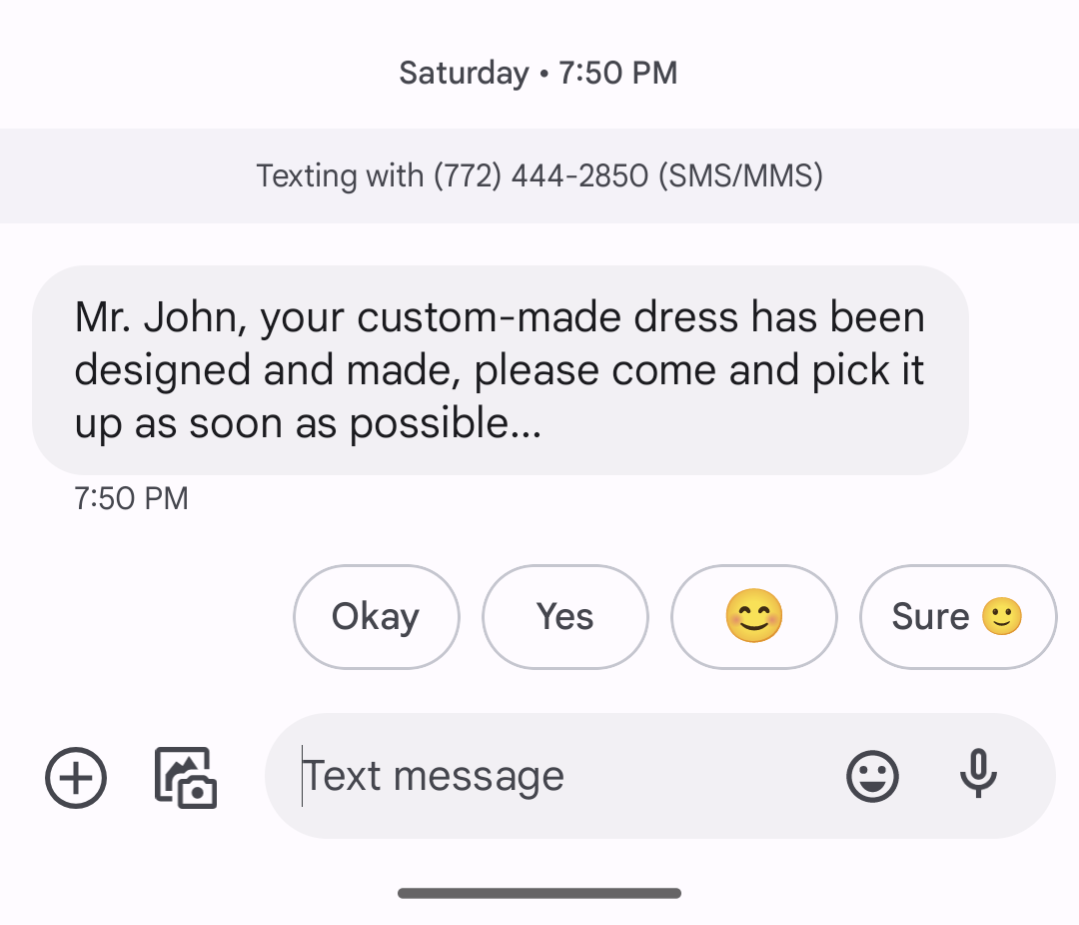 Saturday • 7:50 PM
Texting with (772) 444-2850 (SMS/MMS)
Mr. John, your custom-made dress has been
designed and made, please come and pick it
up as soon as possible...
7:50 PM
Okay
Yes
😊
Sure 🙂
Text message